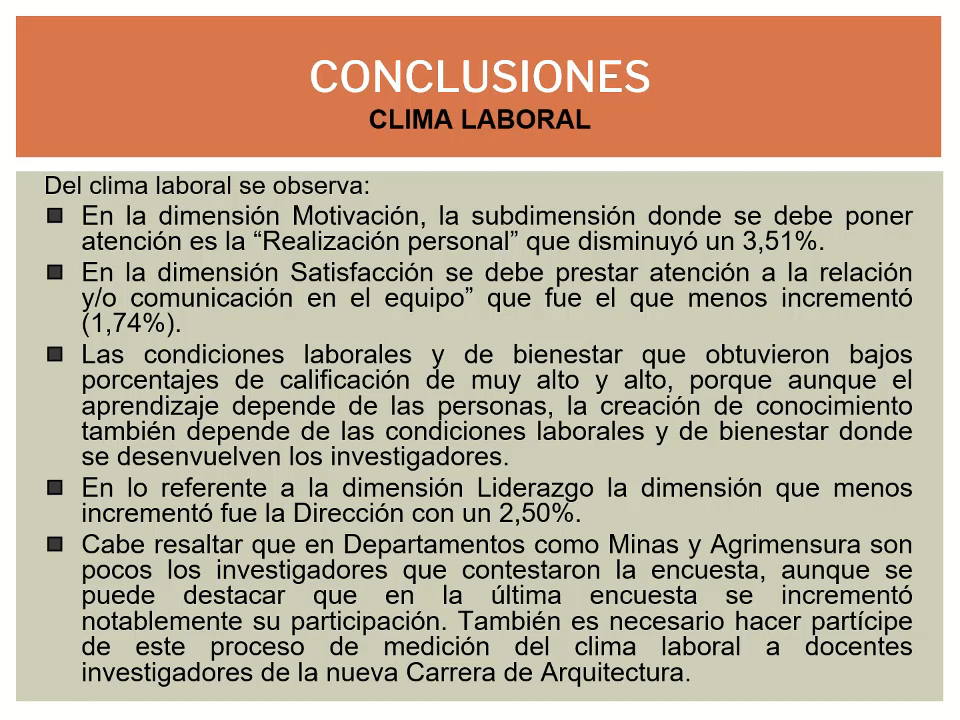 CONCLUSIONES
CLIMA LABORAL
Del clima laboral se observa:
En la dimensión Motivación, la subdimensión donde se debe poner
atención es la “Realización personal” que disminuyó un 3,51%.
En la dimensión Satisfacción se debe prestar atención a la relación
y/o comunicación en el equipo” que fue el que menos incrementó
(1,74%).
Las condiciones laborales y de bienestar que obtuvieron bajos
porcentajes de calificación de muy alto y alto, porque aunque el
aprendizaje depende de las personas, la creación de conocimiento
también depende de las condiciones laborales y de bienestar donde
se desenvuelven los investigadores.
En lo referente a la dimensión Liderazgo la dimensión que menos
incrementó fue la Dirección con un 2,50%.
Cabe resaltar que en Departamentos como Minas y Agrimensura son
pocos los investigadores que contestaron la encuesta, aunque se
puede destacar que en la última encuesta se incrementó
notablemente su participación. También es necesario hacer partícipe
de este proceso de medición del clima laboral a docentes
investigadores de la nueva Carrera de Arquitectura.